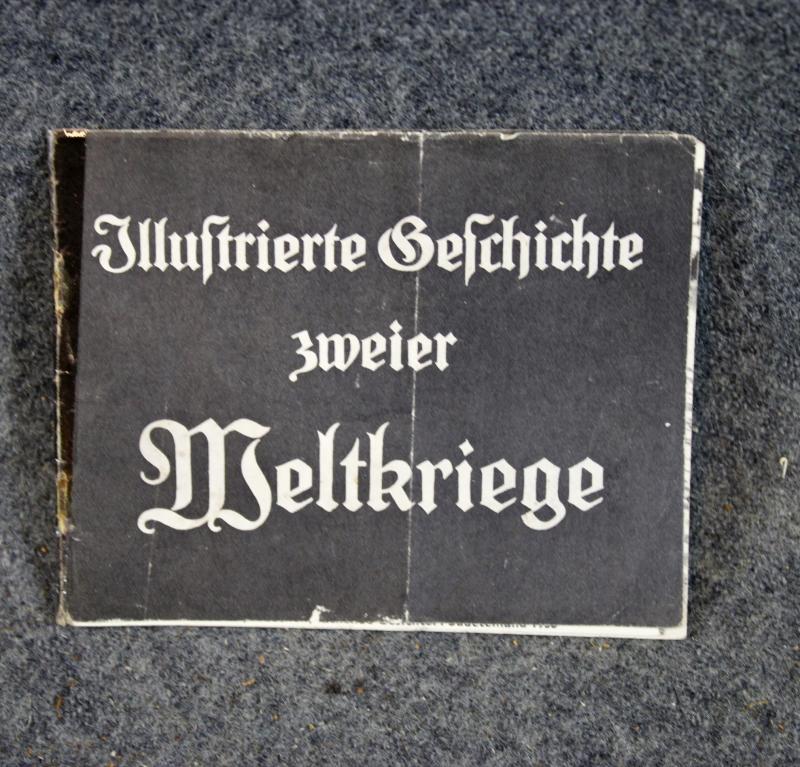 Illuſtrierte Geſchichte
zweier
Weltkriege